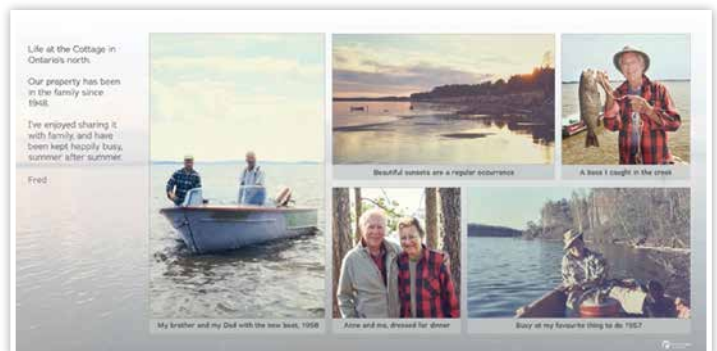 Life at the Cottage in
Ontario's north.
Our property has been
in the family since
1948.
I've enjoyed sharing it
with family, and have
been kept happily busy,
summer after summer.
Fred
Beautiful sunsets are a regular occurrence
A bass I caught in the creek
My brother and my Dad with the new boat, 1958
Anne and me, dressed for dinner
Busy at my favourite thing to do 1957